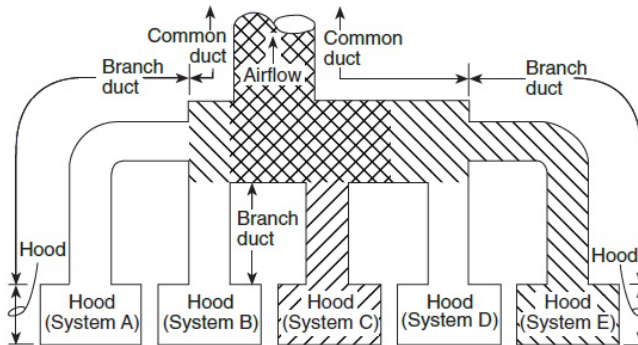 Common
duct
Common
duct
Airflow
Branch
duct
Branch
duct
Branch
duct
Hood
Hood
Hood
(System A)
Hood
(System B)
Hood
(System C)
Hood
(System D)
Hood
(System E)